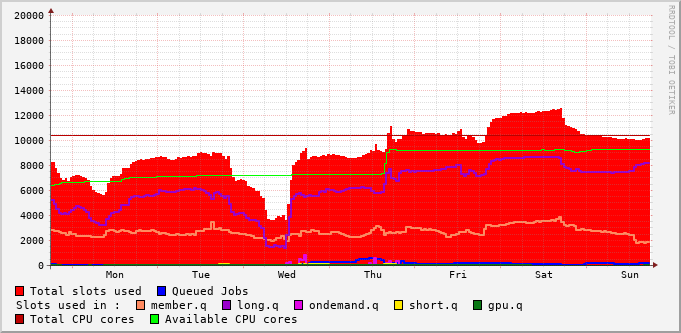 20000
18000
16000
14000
12000
10000
8000
6000
4000
2000
0
Mon Tue Wed Thu Fri Sat Sun
RRDTOOL / TOBI OETIKER
Total slots used Queued Jobs
Slots used in : member.q long.q ondemand.q short.q gpu.q
Total CPU cores Available CPU cores